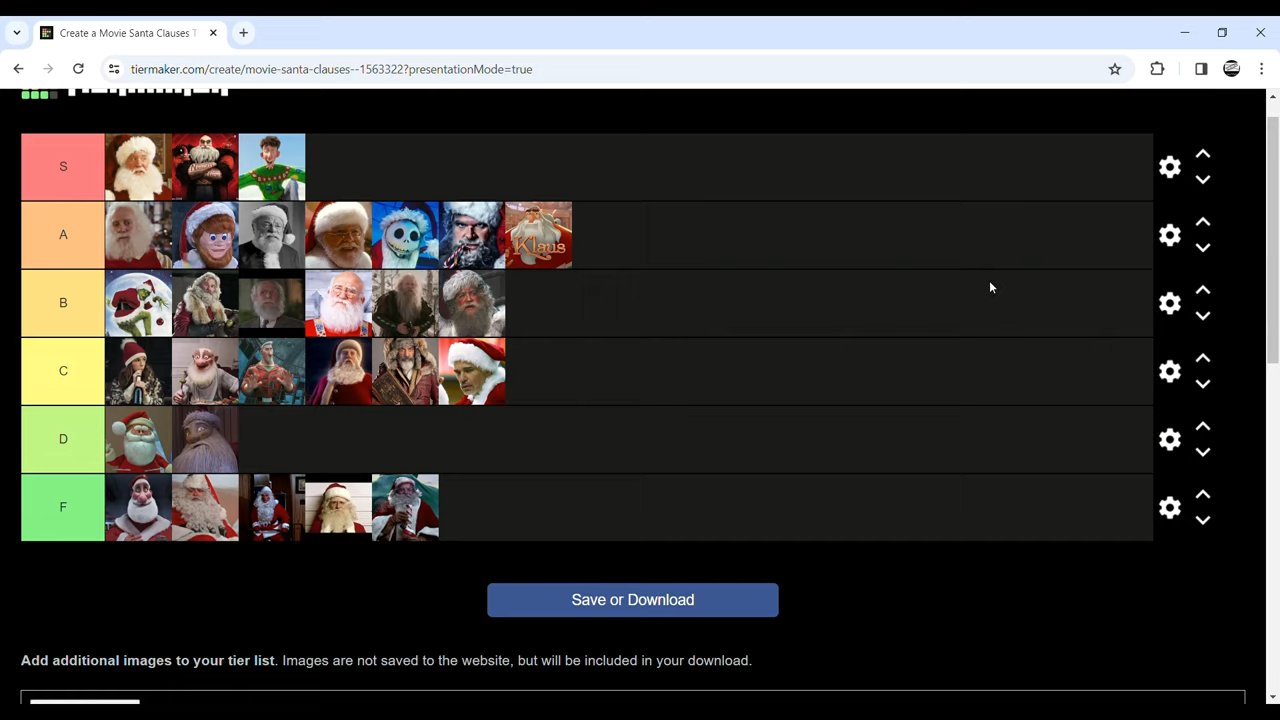 Create a Movie Santa Clauses T
tiermaker.com/create/movie-santa-clauses--1563322?presentationMode=true
S
A
Klaus
B
C
D
F
Save or Download
Add additional images to your tier list. Images are not saved to the website, but will be included in your download.